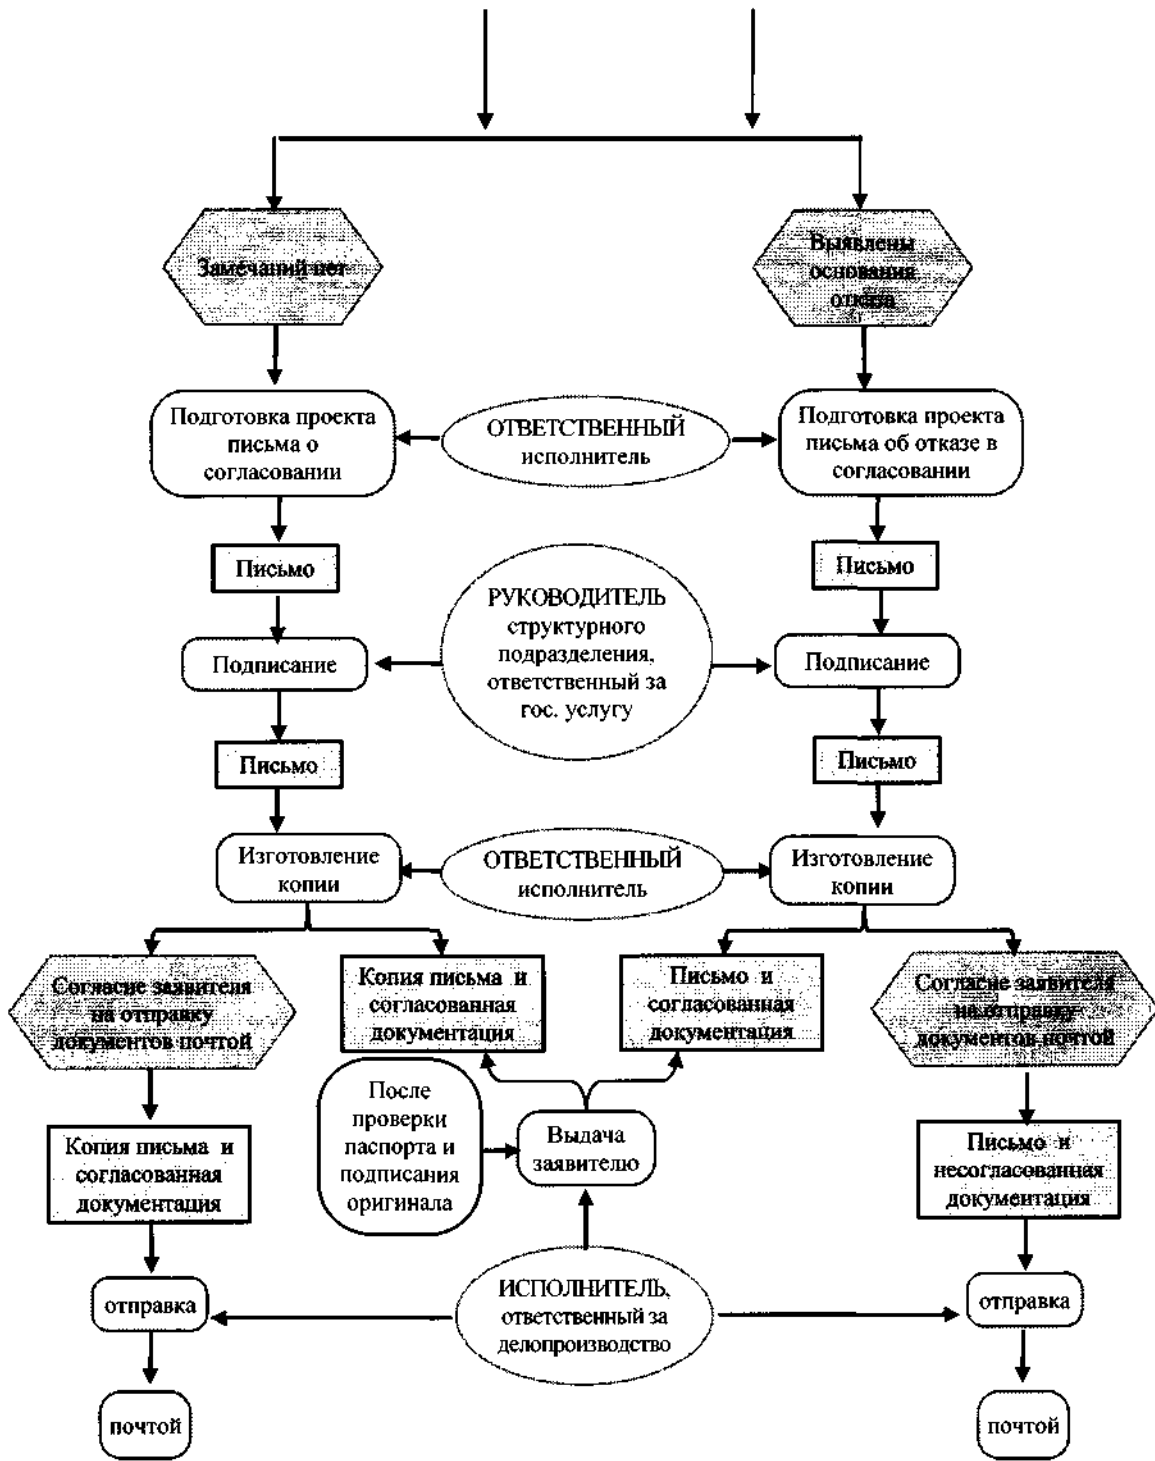 Замечаний нет
Выявлены
основания
отказа
Подготовка проекта
письма о
согласовании
ОТВЕТСТВЕННЫЙ
исполнитель
Подготовка проекта
письма об отказе в
согласовании
Письмо
РУКОВОДИТЕЛЬ
структурного
подразделения,
ответственный за
гос. услугу
Письмо
Подписание
Подписание
Письмо
Письмо
Изготовление
копии
ОТВЕТСТВЕННЫЙ
исполнитель
Изготовление
копии
Согласие заявителя
на отправку
документов почтой
Копия письма и
согласованная
документация
Письмо и
согласованная
документация
Согласие заявителя
на отправку
документов почтой
После
проверки
паспорта и
подписания
оригинала
Выдача
заявителю
Копия письма и
согласованная
документация
Письмо и
несогласованная
документация
отправка
ИСПОЛНИТЕЛЬ,
ответственный за
делопроизводство
отправка
почтой
почтой